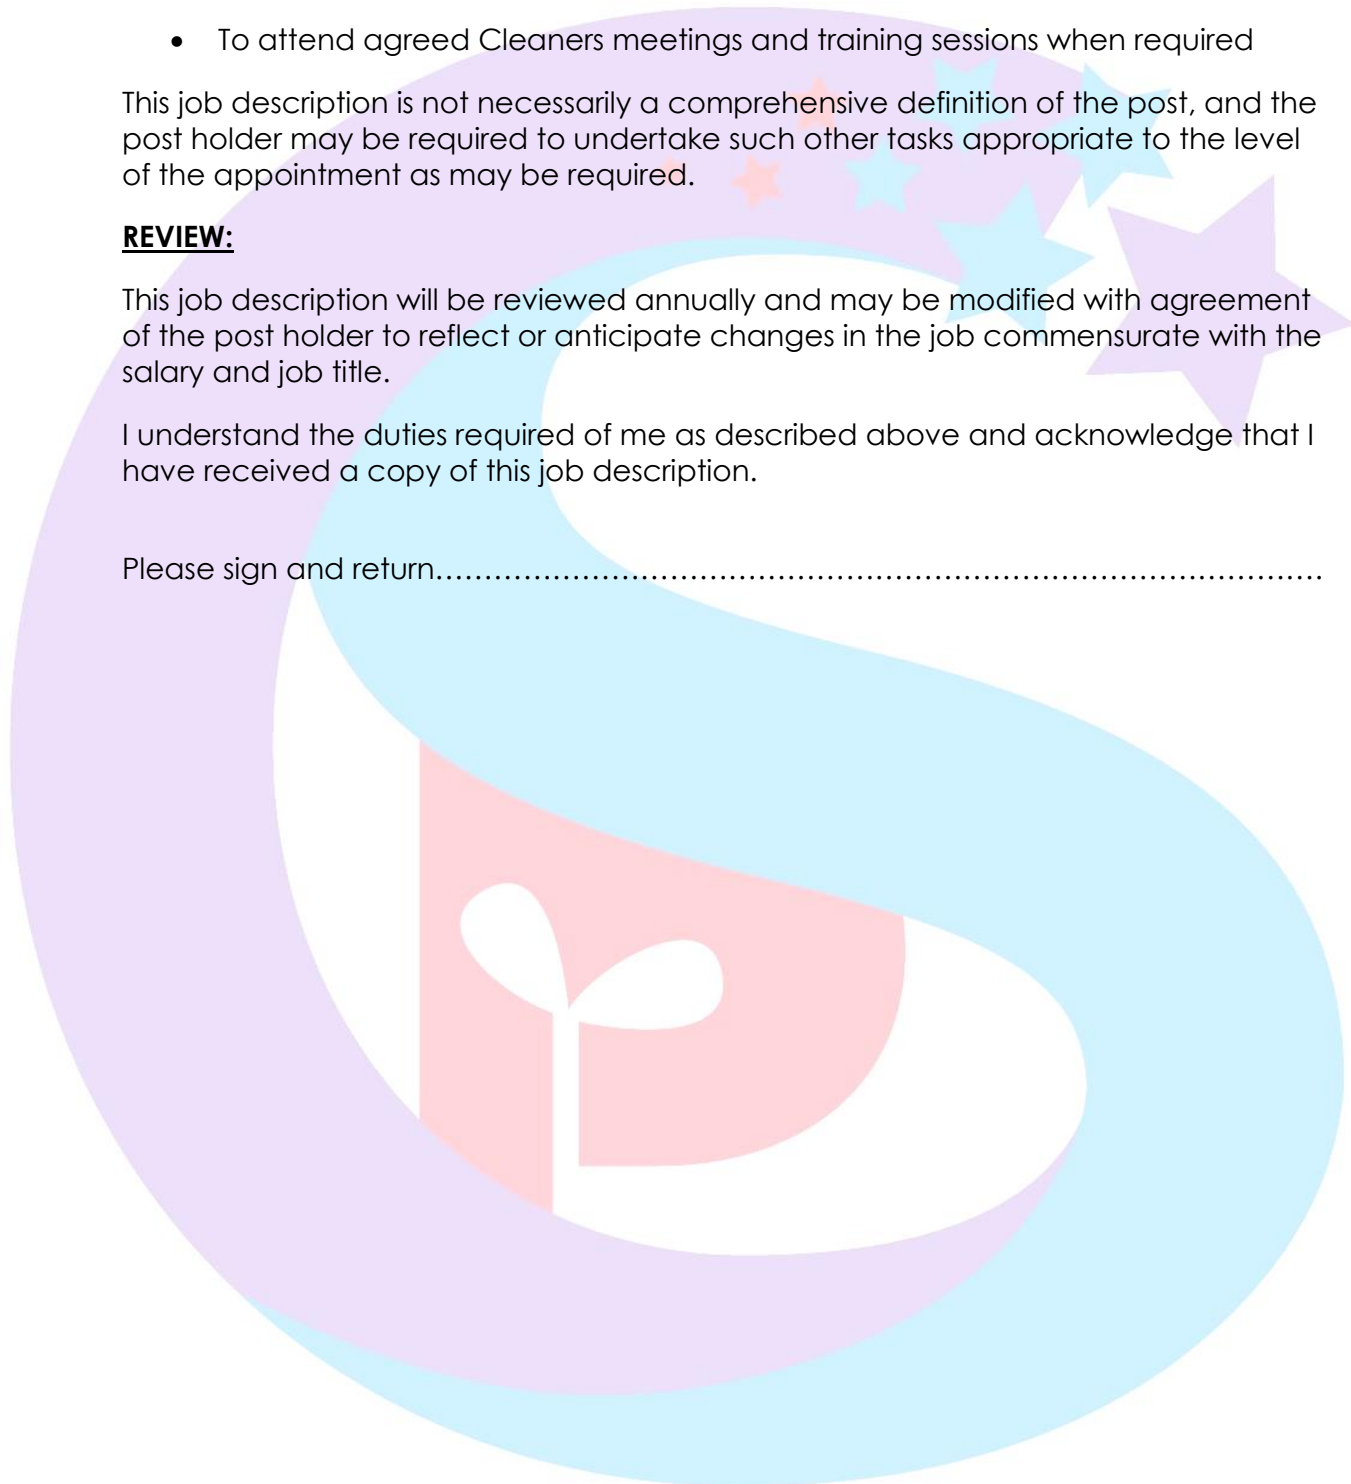 • To attend agreed Cleaners meetings and training sessions when required
This job description is not necessarily a comprehensive definition of the post, and the
post holder may be required to undertake such other tasks appropriate to the level
of the appointment as may be required.
REVIEW:
This job description will be reviewed annually and may be modified with agreement
of the post holder to reflect or anticipate changes in the job commensurate with the
salary and job title.
I understand the duties required of me as described above and acknowledge that I
have received a copy of this job description.
Please sign and return……………………………………………………………………………